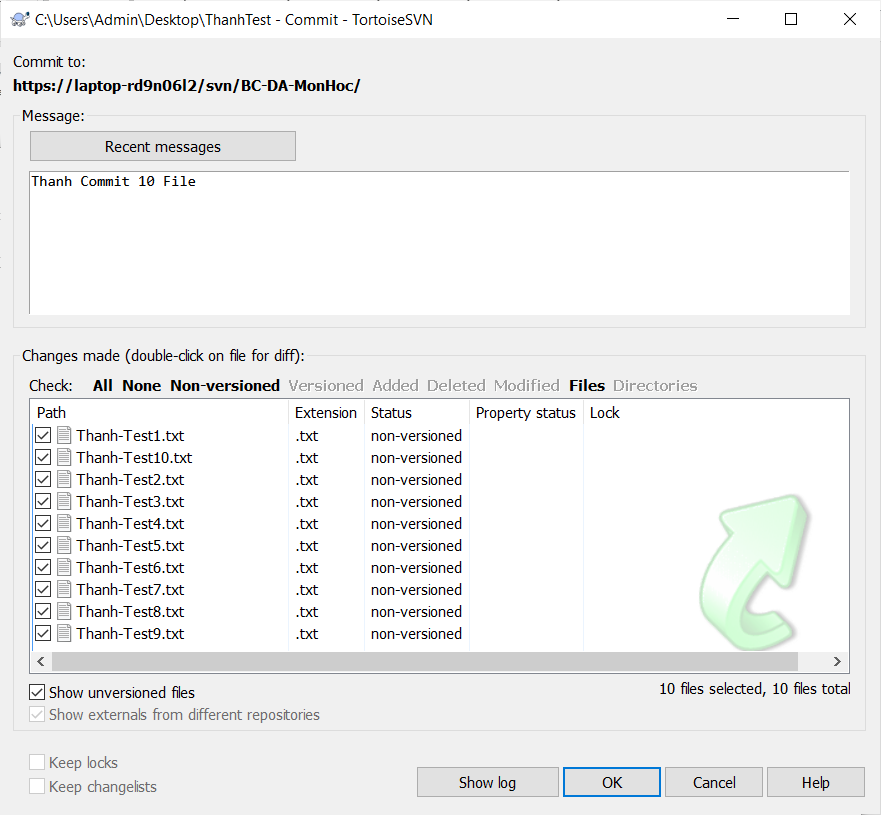 C:\Users\Admin\Desktop\ThanhTest - Commit - TortoiseSVN
Commit to:
https://laptop-rd9n06l2/svn/BC-DA-MonHoc/
Message:
Recent messages
Thanh Commit 10 File
Changes made (double-click on file for diff):
Check: All None Non-versioned Versioned Added Deleted Modified Files Directories
Path Extension Status Property status Lock
Thanh-Test1.txt .txt non-versioned
Thanh-Test10.txt .txt non-versioned
Thanh-Test2.txt .txt non-versioned
Thanh-Test3.txt .txt non-versioned
Thanh-Test4.txt .txt non-versioned
Thanh-Test5.txt .txt non-versioned
Thanh-Test6.txt .txt non-versioned
Thanh-Test7.txt .txt non-versioned
Thanh-Test8.txt .txt non-versioned
Thanh-Test9.txt .txt non-versioned
Show unversioned files 10 files selected, 10 files total
Show externals from different repositories
Keep locks
Keep changelists
Show log OK Cancel Help